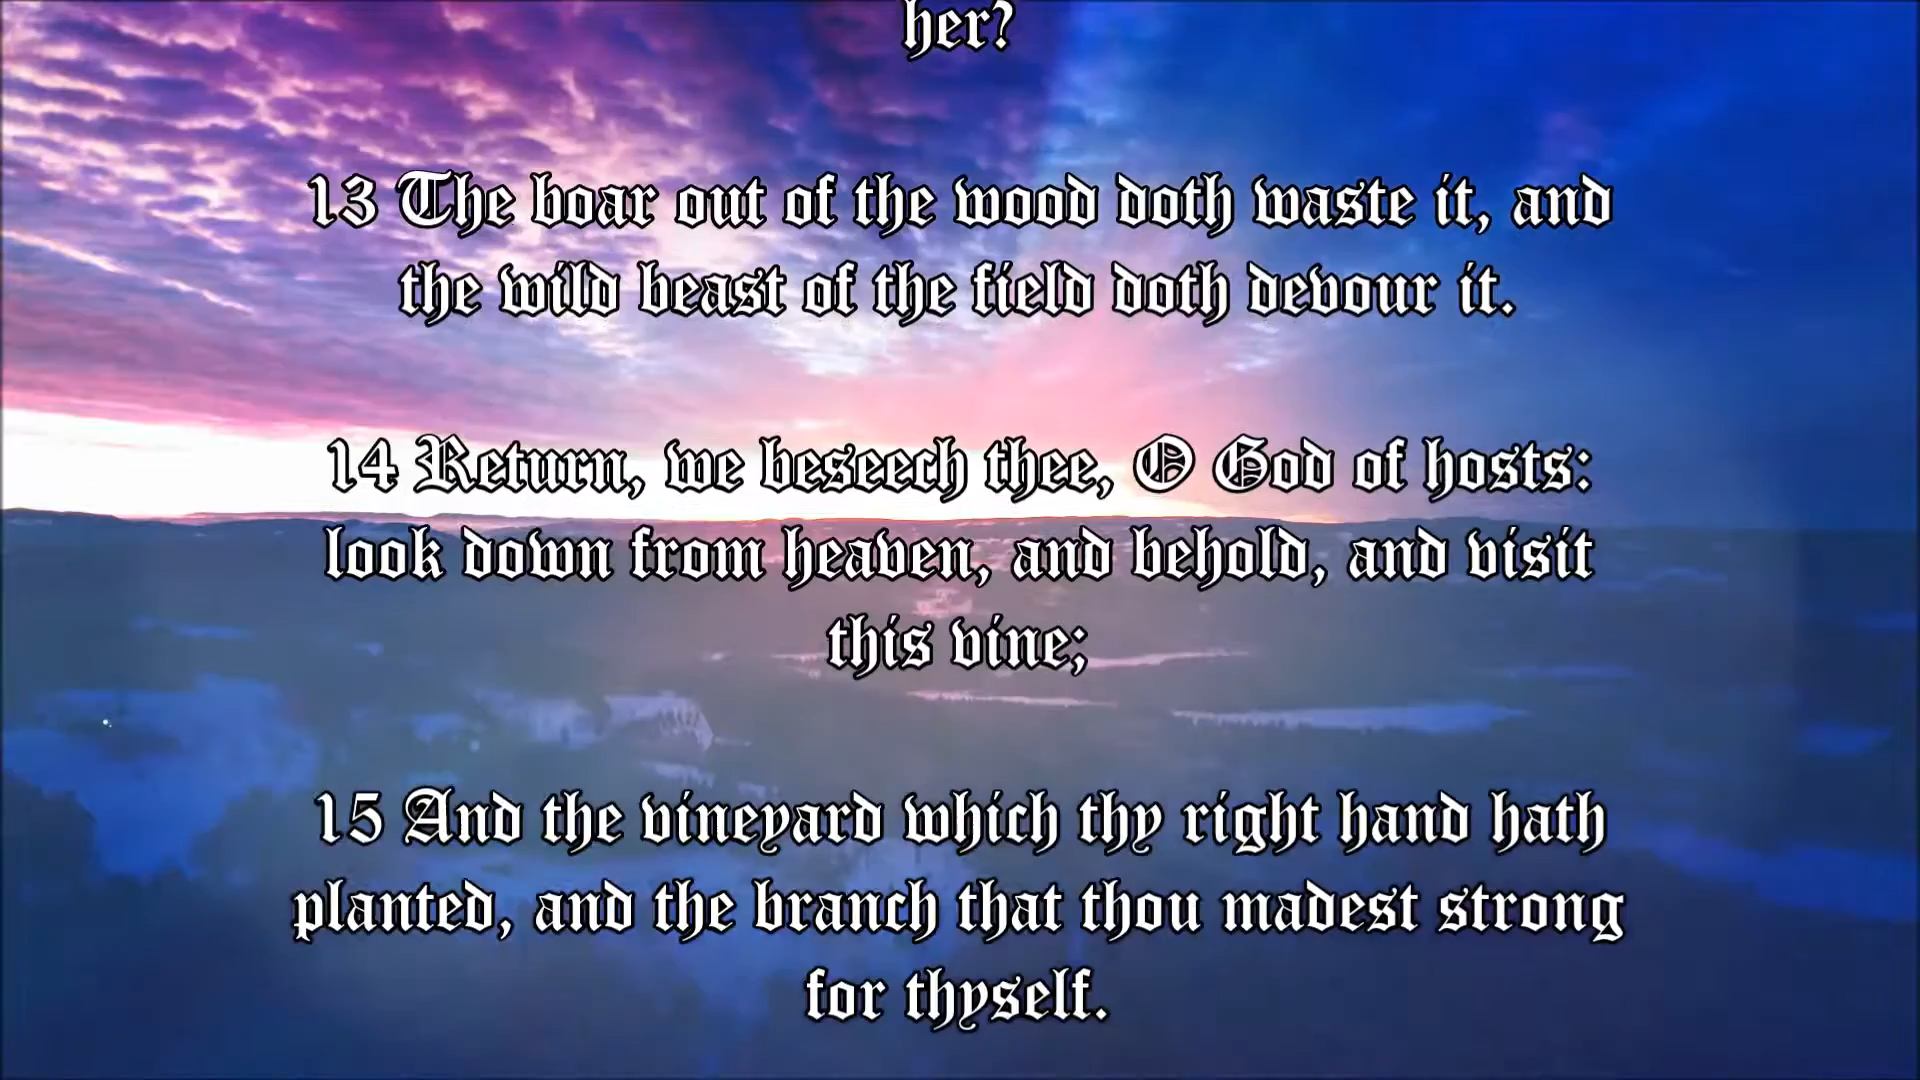 her?
13 The boar out of the wood doth waste it, and
the wild beast of the field doth devour it.
14 Return, we beseech thee, O God of hosts:
look down from heaven, and behold, and visit
this vine;
15 And the vineyard which thy right hand hath
planted, and the branch that thou madest strong
for thyself.